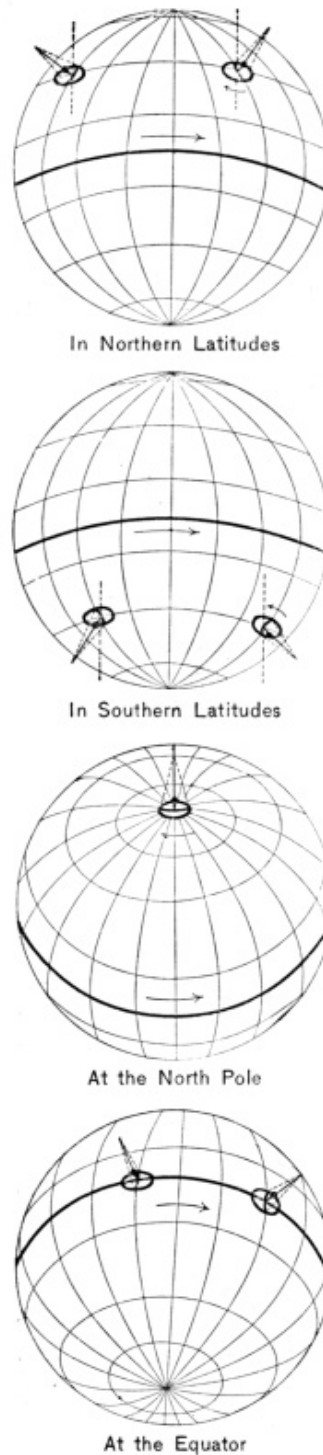 In Northern Latitudes
In Southern Latitudes
At the North Pole
At the Equator